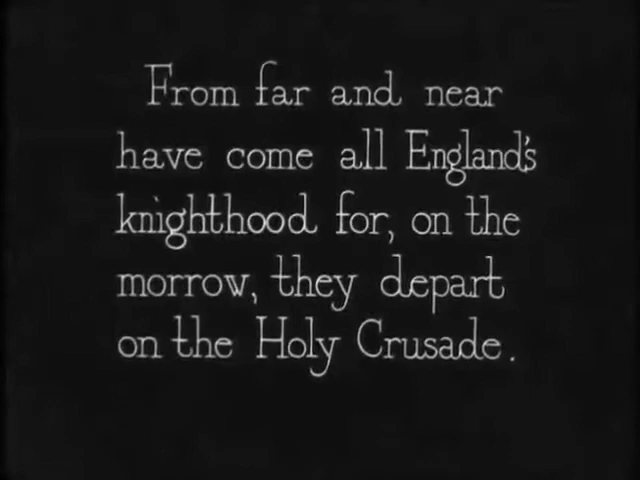 From far and near
have come all England's
knighthood for, on the
morrow, they depart
on the Holy Crusade.